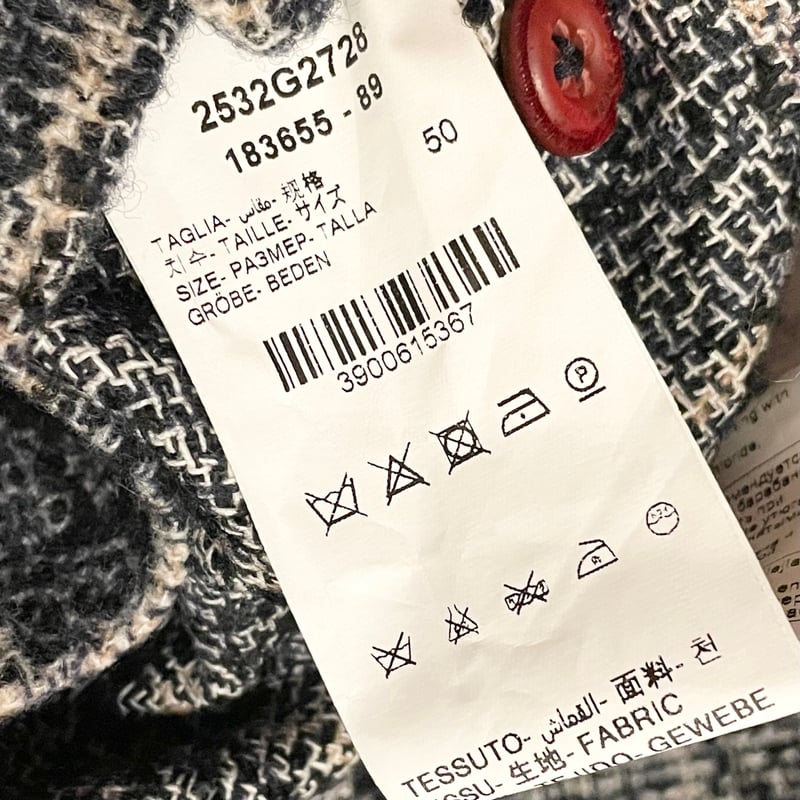 2532G2728
183655 - 89
50
TAGLIA- مقاس- 规格
치수- TAILLE- サイズ
SIZE- РАЗМЕР- TALLA
GRÖBE- BEDEN
3900615367
P
TESSUTO- القماش- 面料- 천
生地- FABRIC
GEWEBE